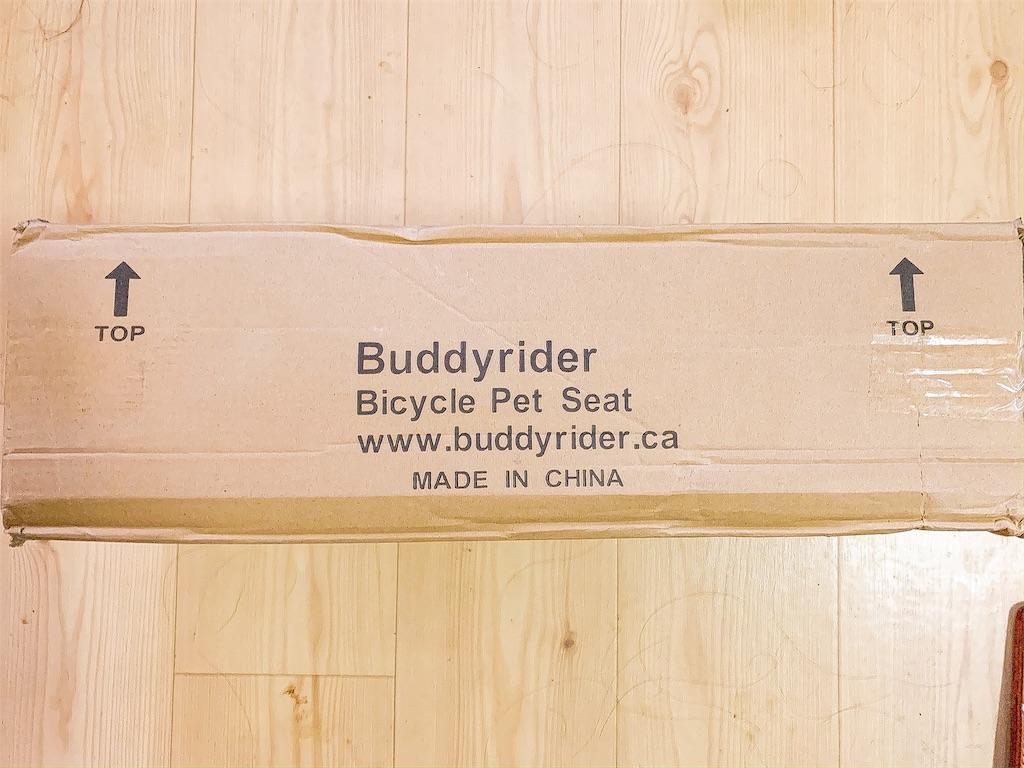 TOP
TOP
Buddyrider
Bicycle Pet Seat
www.buddyrider.ca
MADE IN CHINA